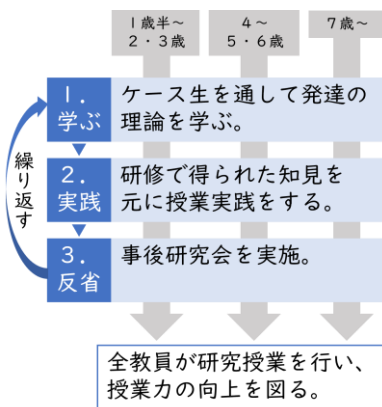 1歳半～
2・3歳
4～
5・6歳
7歳～
1.
学ぶ
ケース生を通して発達の
理論を学ぶ。
2.
実践
研修で得られた知見を
元に授業実践をする。
3.
反省
事後研究会を実施。
繰り返す
全教員が研究授業を行い、
授業力の向上を図る。